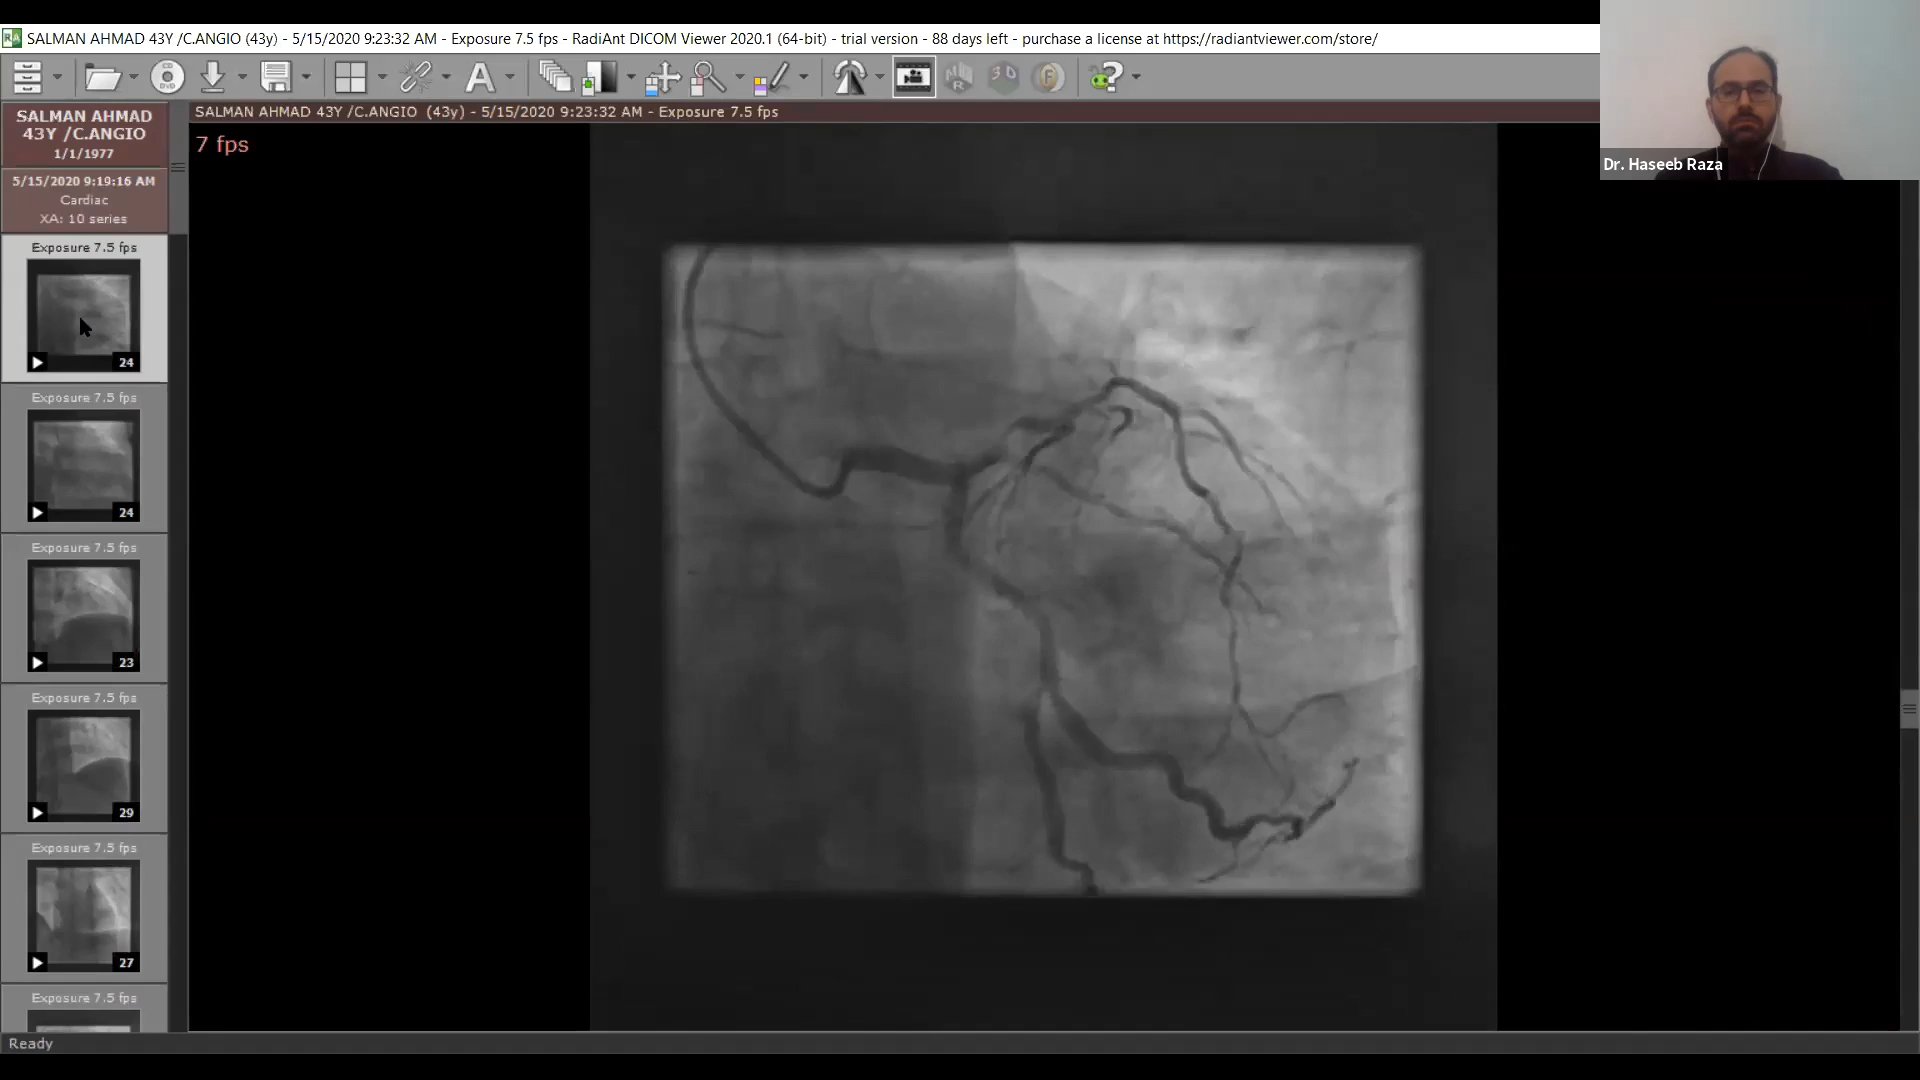 SALMAN AHMAD 43Y /C.ANGIO (43y) - 5/15/2020 9:23:32 AM - Exposure 7.5 fps - RadiAnt DICOM Viewer 2020.1 (64-bit) - trial version - 88 days left - purchase a license at https://radiantviewer.com/store/
SALMAN AHMAD 43Y /C.ANGIO (43y) - 5/15/2020 9:23:32 AM - Exposure 7.5 fps
7 fps
SALMAN AHMAD
43Y /C.ANGIO
1/1/1977
5/15/2020 9:19:16 AM
Cardiac
XA: 10 series
Exposure 7.5 fps
24
Exposure 7.5 fps
24
Exposure 7.5 fps
23
Exposure 7.5 fps
29
Exposure 7.5 fps
27
Exposure 7.5 fps
Ready
Dr. Haseeb Raza